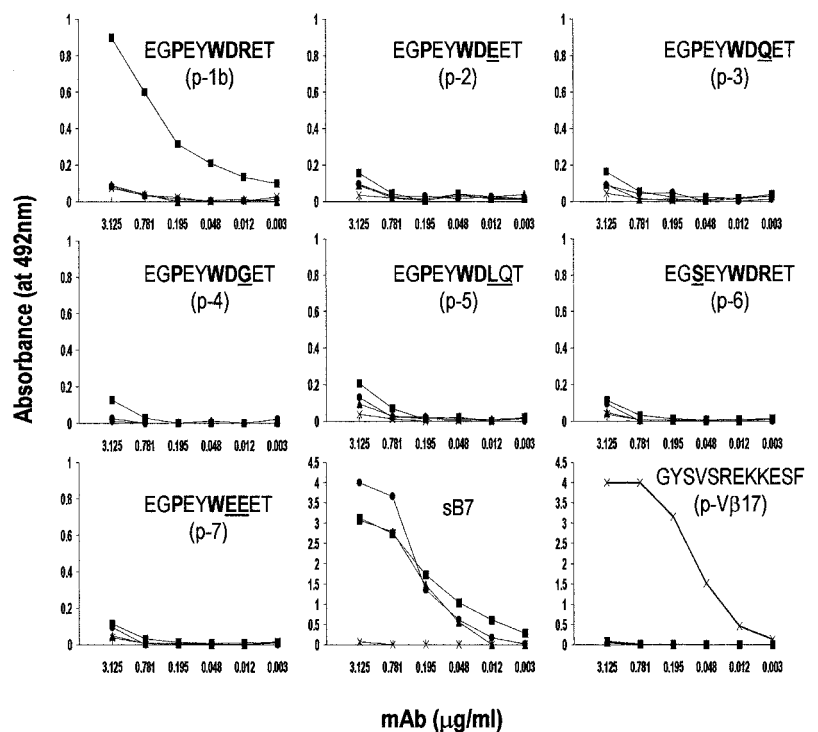 1
0.8
0.6
0.4
0.2
0
EGPEYWDRET
(p-1b)
3.125 0.781 0.195 0.048 0.012 0.003
1
0.8
0.6
0.4
0.2
0
EGPEYWDEET
(p-2)
3.125 0.781 0.195 0.048 0.012 0.003
1
0.8
0.6
0.4
0.2
0
EGPEYWDQET
(p-3)
3.125 0.781 0.195 0.048 0.012 0.003
Absorbance (at 492nm)
1
0.8
0.6
0.4
0.2
0
EGPEYWDGET
(p-4)
3.125 0.781 0.195 0.048 0.012 0.003
1
0.8
0.6
0.4
0.2
0
EGPEYWDLQT
(p-5)
3.125 0.781 0.195 0.048 0.012 0.003
1
0.8
0.6
0.4
0.2
0
EGSEYWDRET
(p-6)
3.125 0.781 0.195 0.048 0.012 0.003
1
0.8
0.6
0.4
0.2
0
EGPEYWEEET
(p-7)
3.125 0.781 0.195 0.048 0.012 0.003
4.5
4
3.5
3
2.5
2
1.5
1
0.5
0
sB7
3.125 0.781 0.195 0.048 0.012 0.003
4.5
4
3.5
3
2.5
2
1.5
1
0.5
0
GYSVSREKKESF
(p-Vβ17)
3.125 0.781 0.195 0.048 0.012 0.003
mAb (μg/ml)